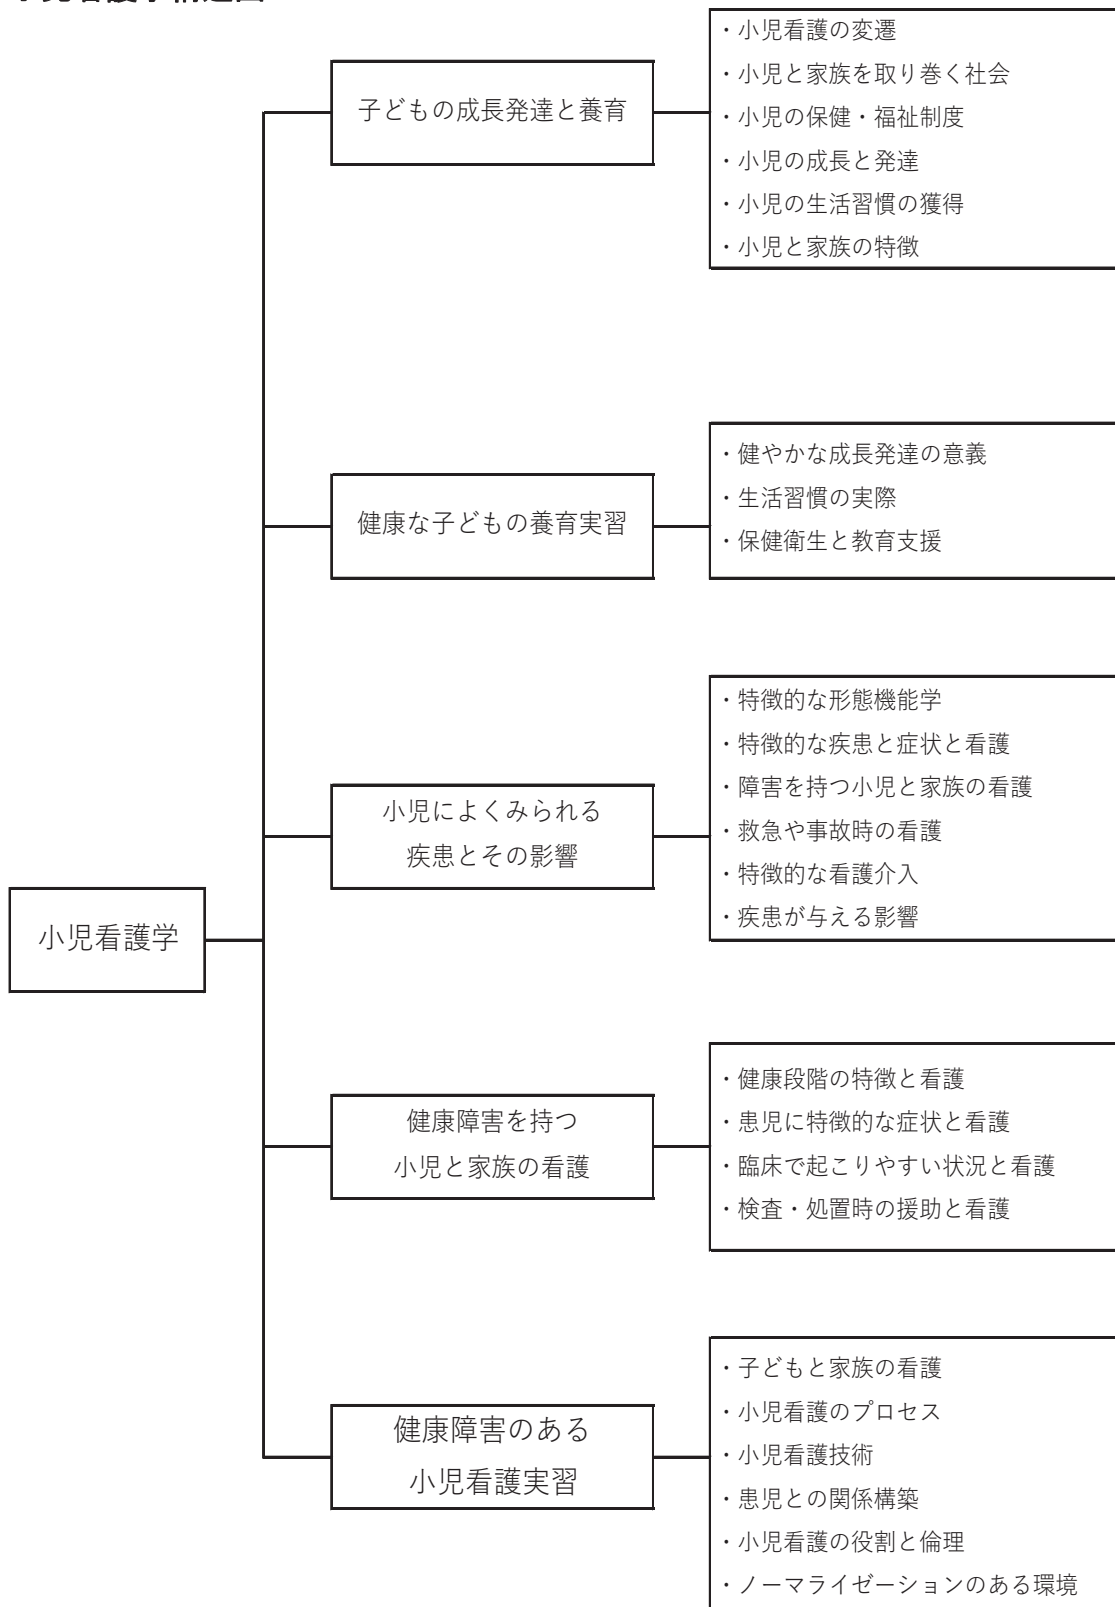 子どもの成長発達と養育
・小児看護の変遷
・小児と家族を取り巻く社会
・小児の保健・福祉制度
・小児の成長と発達
・小児の生活習慣の獲得
・小児と家族の特徴
健康な子どもの養育実習
・健やかな成長発達の意義
・生活習慣の実際
・保健衛生と教育支援
小児によくみられる
疾患とその影響
・特徴的な形態機能学
・特徴的な疾患と症状と看護
・障害を持つ小児と家族の看護
・救急や事故時の看護
・特徴的な看護介入
・疾患が与える影響
小児看護学
健康障害を持つ
小児と家族の看護
・健康段階の特徴と看護
・患児に特徴的な症状と看護
・臨床で起こりやすい状況と看護
・検査・処置時の援助と看護
健康障害のある
小児看護実習
・子どもと家族の看護
・小児看護のプロセス
・小児看護技術
・患児との関係構築
・小児看護の役割と倫理
・ノーマライゼーションのある環境